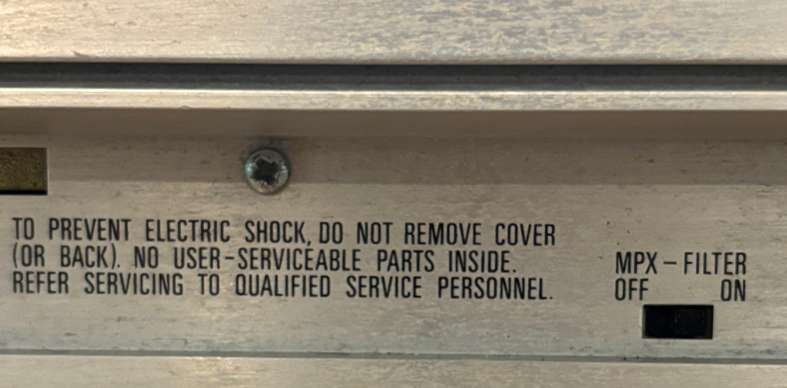 TO PREVENT ELECTRIC SHOCK, DO NOT REMOVE COVER
(OR BACK). NO USER-SERVICEABLE PARTS INSIDE.
REFER SERVICING TO QUALIFIED SERVICE PERSONNEL.
MPX-FILTER
OFF ON